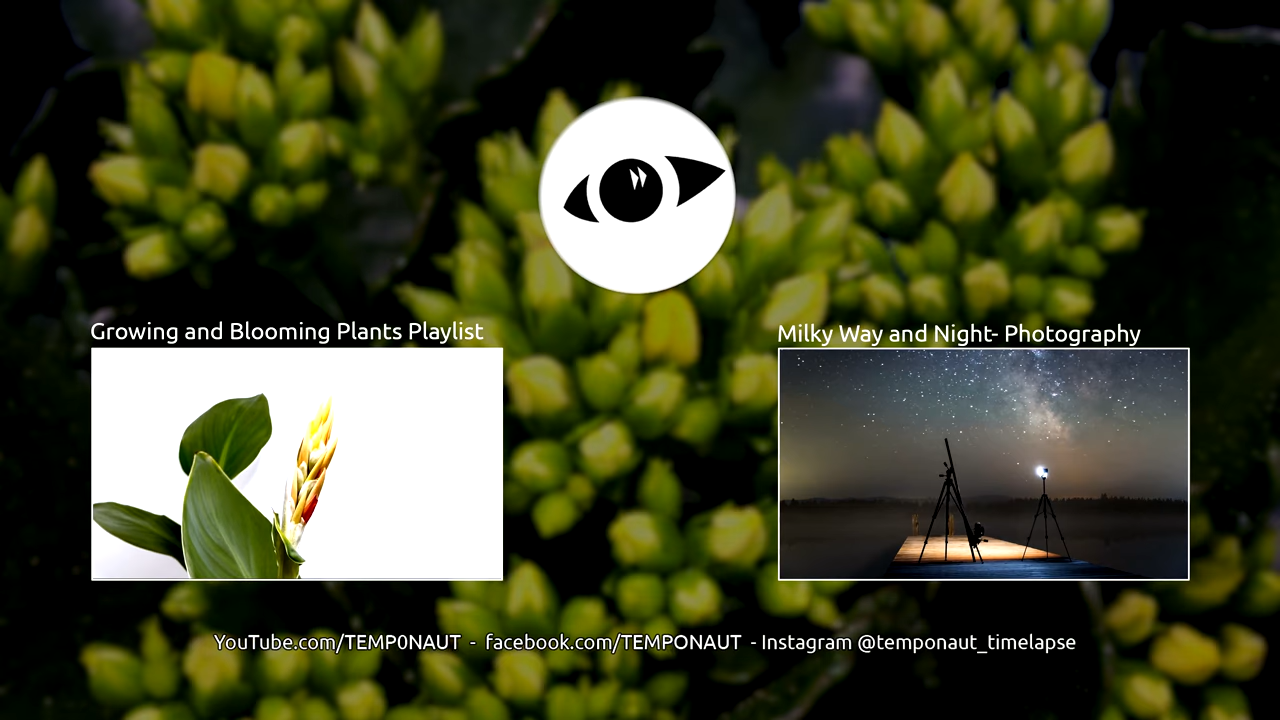 Growing and Blooming Plants Playlist
Milky Way and Night- Photography
YouTube.com/TEMP0NAUT - facebook.com/TEMPONAUT - Instagram @temponaut_timelapse